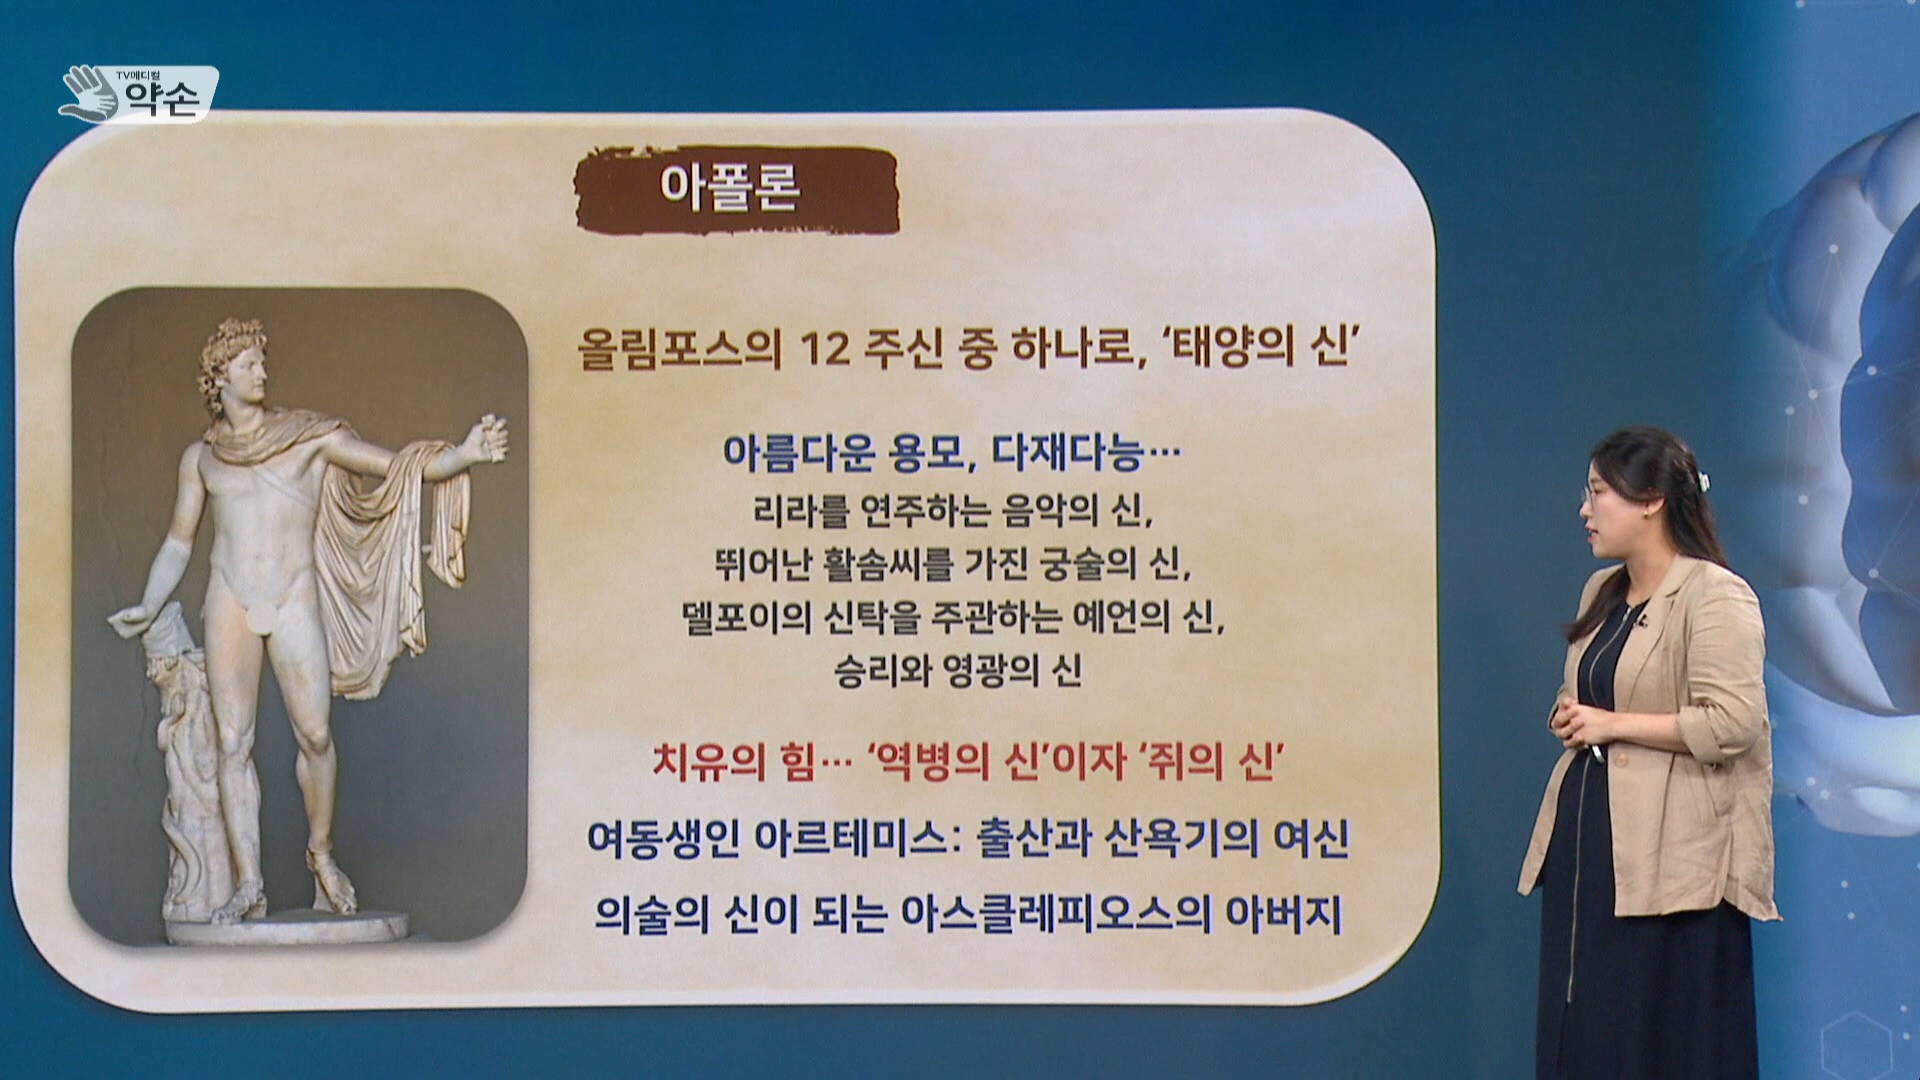 TV메디컬
약손
아폴론
올림포스의 12 주신 중 하나로, ‘태양의 신’
아름다운 용모, 다재다능…
리라를 연주하는 음악의 신,
뛰어난 활솜씨를 가진 궁술의 신,
델포이의 신탁을 주관하는 예언의 신,
승리와 영광의 신
치유의 힘… ‘역병의 신’이자 ‘쥐의 신’
여동생인 아르테미스: 출산과 산욕기의 여신
의술의 신이 되는 아스클레피오스의 아버지